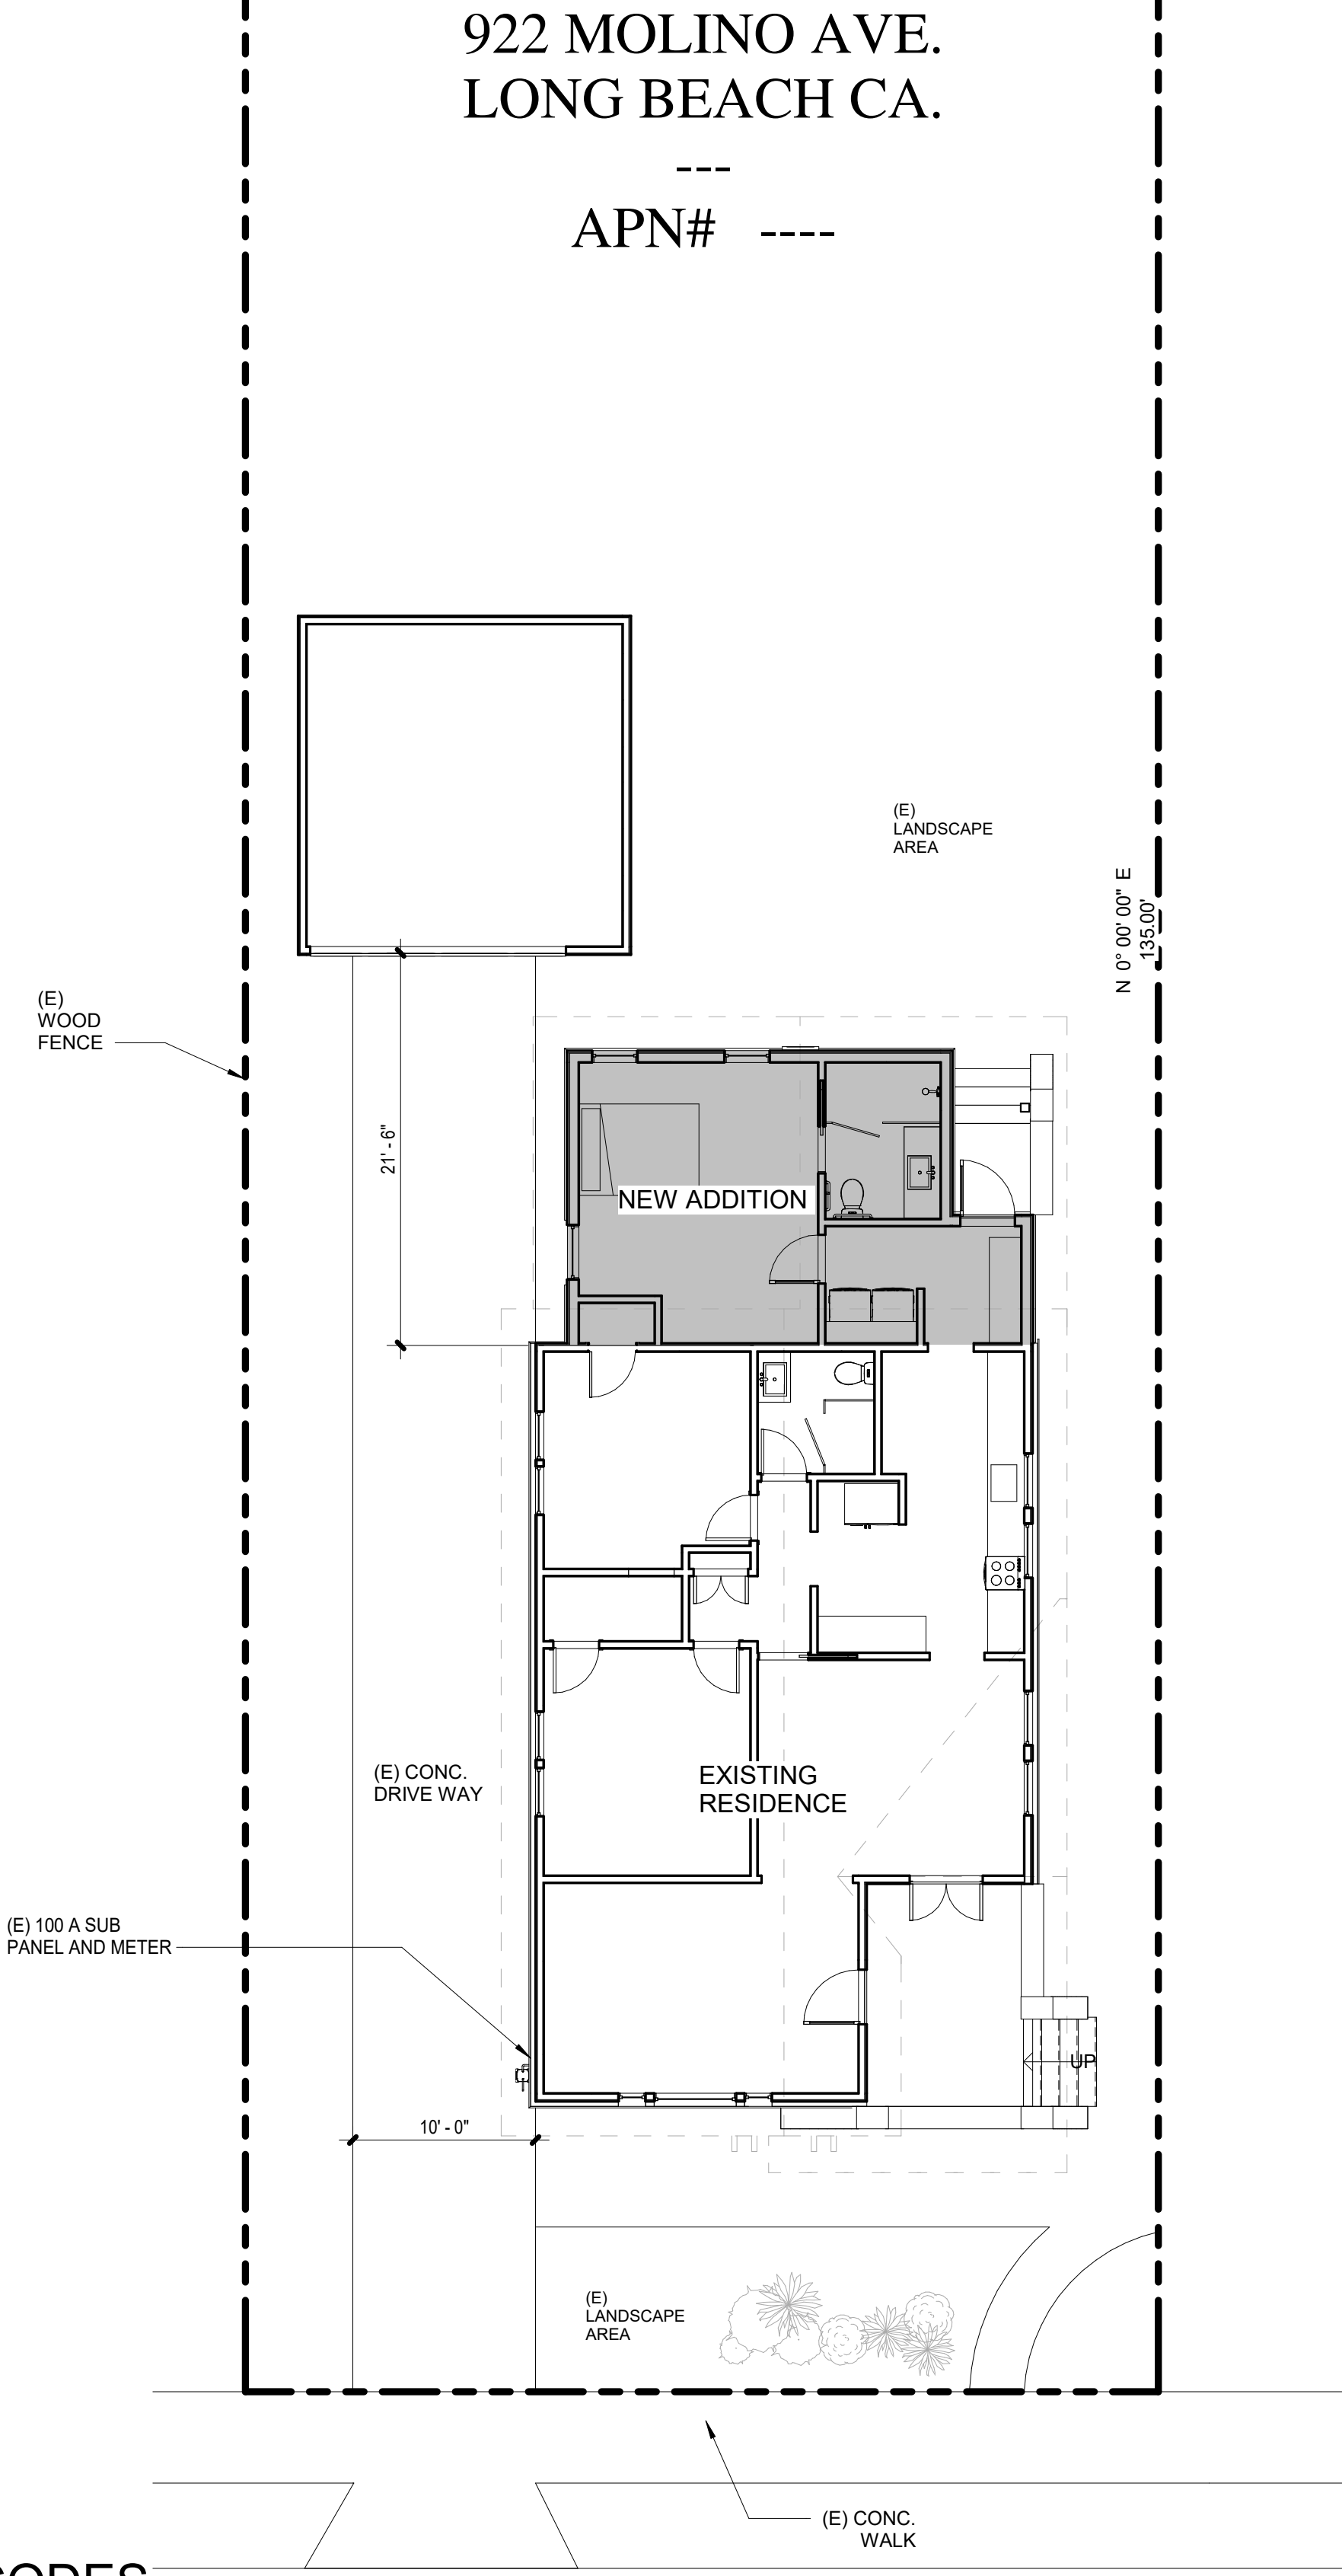 922 MOLINO AVE.
LONG BEACH CA.
---
APN# ----
(E)
LANDSCAPE
AREA
N 0° 00' 00" E
135.00'
(E)
WOOD
FENCE
21' - 6"
NEW ADDITION
(E) CONC.
DRIVE WAY
EXISTING
RESIDENCE
(E) 100 A SUB
PANEL AND METER
UP
10' - 0"
(E)
LANDSCAPE
AREA
(E) CONC.
WALK